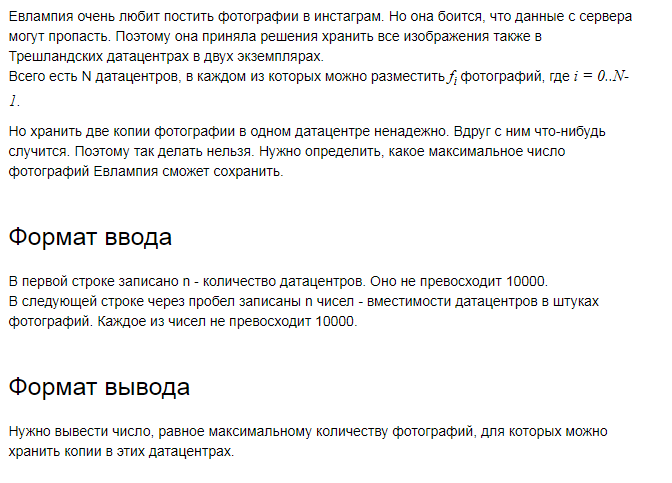 Евлампия очень любит постить фотографии в инстаграм. Но она боится, что данные с сервера
могут пропасть. Поэтому она приняла решения хранить все изображения также в
Трешландских датацентрах в двух экземплярах.
Всего есть N датацентров, в каждом из которых можно разместить fi фотографий, где i = 0..N-
1.
Но хранить две копии фотографии в одном датацентре ненадежно. Вдруг с ним что-нибудь
случится. Поэтому так делать нельзя. Нужно определить, какое максимальное число
фотографий Евлампия сможет сохранить.
Формат ввода
В первой строке записано n - количество датацентров. Оно не превосходит 10000.
В следующей строке через пробел записаны n чисел - вместимости датацентров в штуках
фотографий. Каждое из чисел не превосходит 10000.
Формат вывода
Нужно вывести число, равное максимальному количеству фотографий, для которых можно
хранить копии в этих датацентрах.